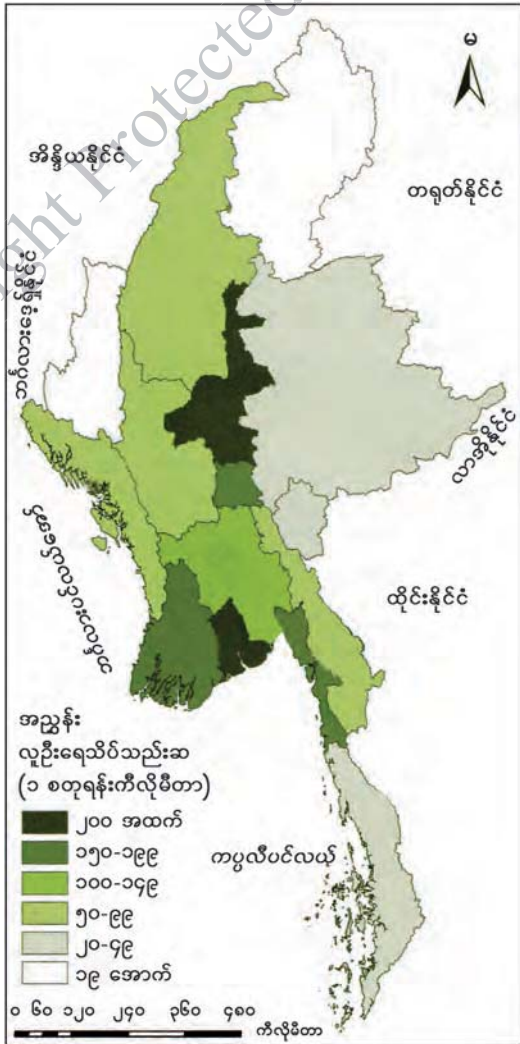 ight Protected
မ
အိန္ဒိယနိုင်ငံ
တရုတ်နိုင်ငံ
ဘင်္ဂလားဒေ့ရှ်နိုင်ငံ
လာအိုနိုင်ငံ
ဘင်္ဂလားပင်လယ်အော်
ထိုင်းနိုင်ငံ
အညွှန်း
လူဦးရေသိပ်သည်းဆ
(၁ စတုရန်းကီလိုမီတာ)
၂၀၀ အထက်
၁၅၀-၁၉၉
ကပ္ပလီပင်လယ်
၁၀၀-၁၄၉
၅၀-၉၉
၂၀-၄၉
၁၉ အောက်
၀ ၆၀ ၁၂၀ ၂၄၀ ၃၆၀ ၄၈၀
ကီလိုမီတာ